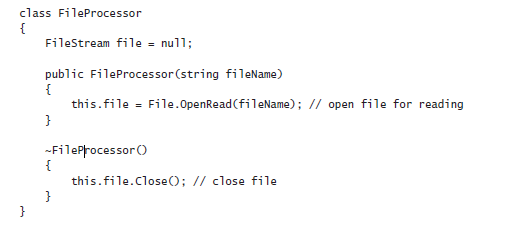 class FileProcessor
{
    FileStream file = null;

    public FileProcessor(string fileName)
    {
        this.file = File.OpenRead(fileName); // open file for reading
    }

    ~FileProcessor()
    {
        this.file.Close(); // close file
    }
}